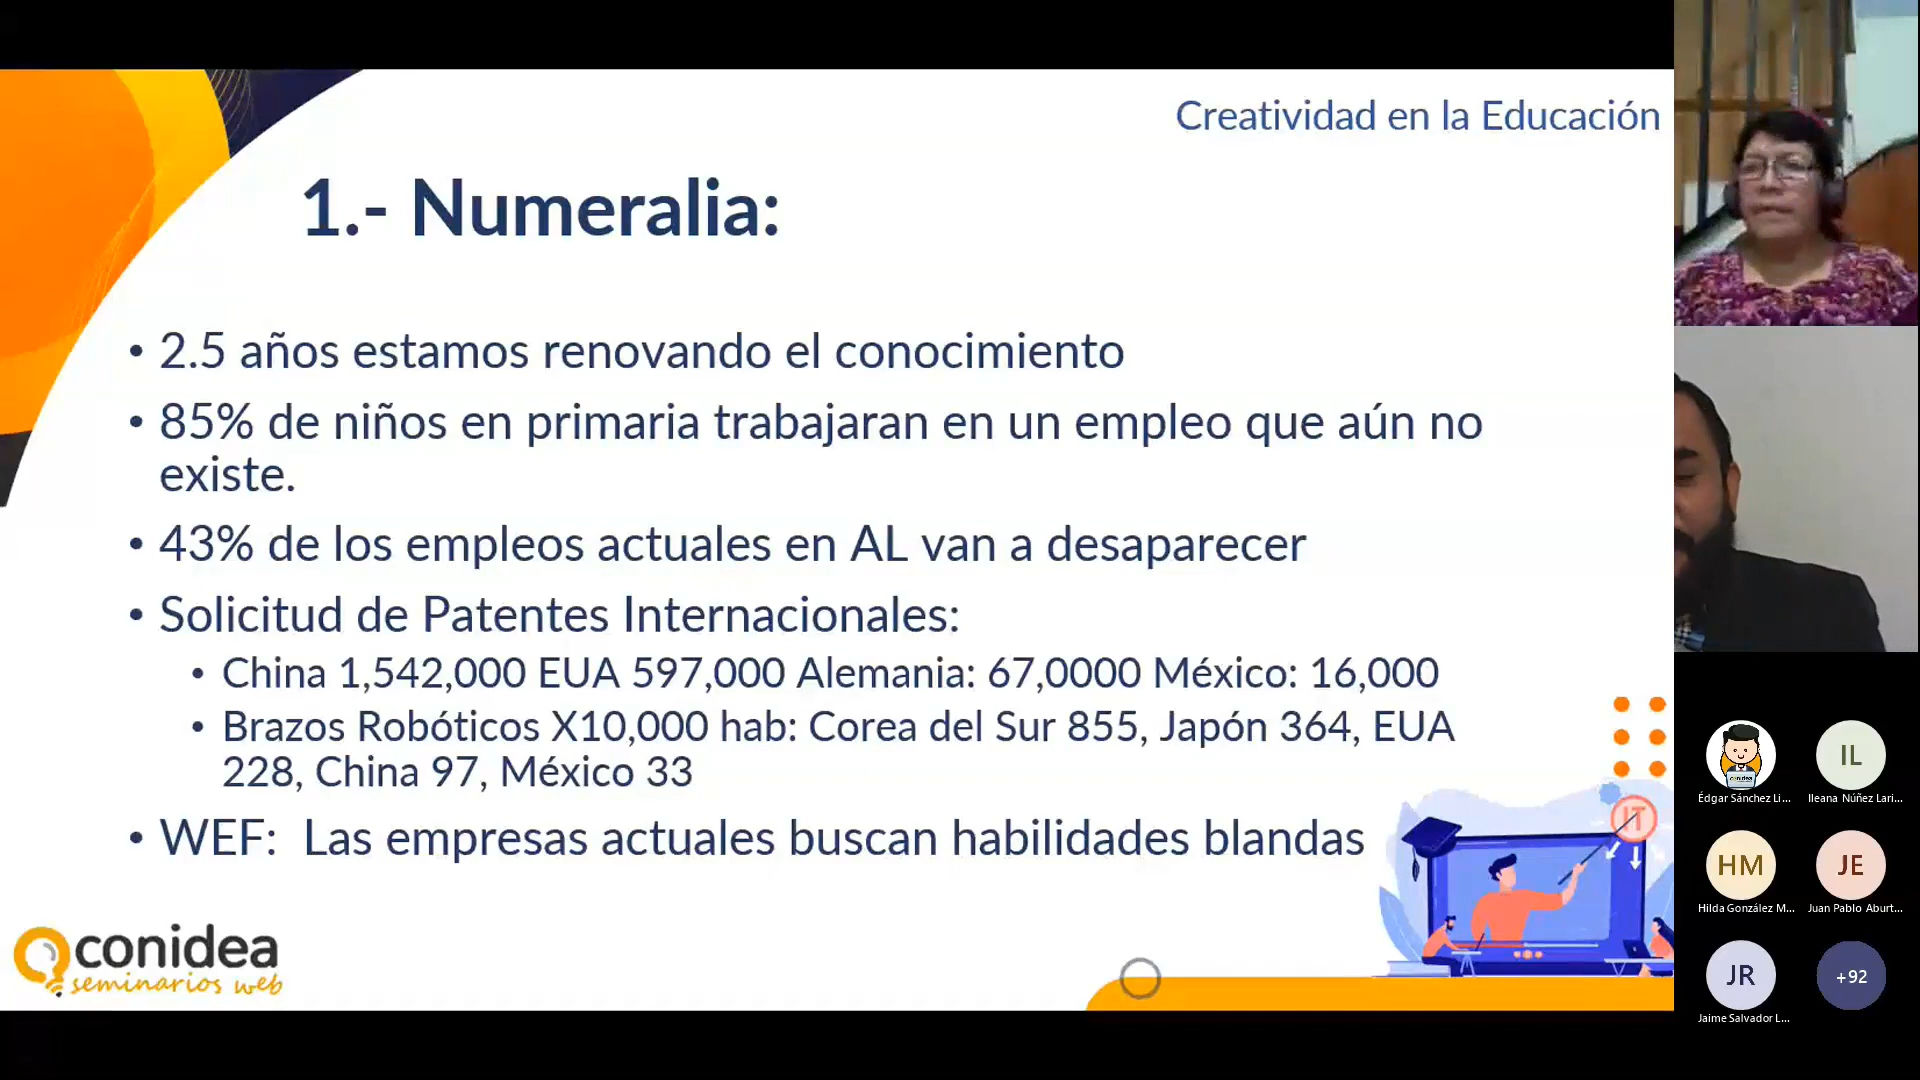 Creatividad en la Educación
1.- Numeralia:
• 2.5 años estamos renovando el conocimiento
• 85% de niños en primaria trabajaran en un empleo que aún no
existe.
• 43% de los empleos actuales en AL van a desaparecer
• Solicitud de Patentes Internacionales:
• China 1,542,000 EUA 597,000 Alemania: 67,0000 México: 16,000
• Brazos Robóticos X10,000 hab: Corea del Sur 855, Japón 364, EUA
228, China 97, México 33
• WEF:  Las empresas actuales buscan habilidades blandas
IT
conidea
seminarios web
conidea
Édgar Sánchez Li...
IL
Ileana Núñez Lari...
HM
Hilda González M...
JE
Juan Pablo Aburt...
JR
Jaime Salvador L...
+92